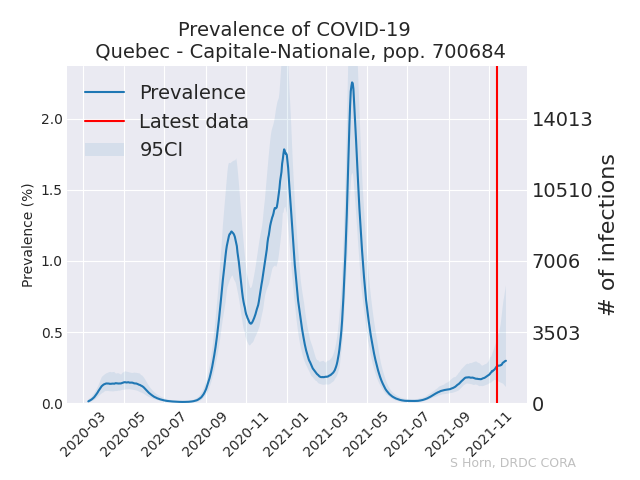 Prevalence of COVID-19
Quebec - Capitale-Nationale, pop. 700684
Prevalence
Latest data
95CI
Prevalence (%)
2.0
1.5
1.0
0.5
0.0
14013
10510
7006
3503
0
# of infections
2020-03
2020-05
2020-07
2020-09
2020-11
2021-01
2021-03
2021-05
2021-07
2021-09
2021-11
S Horn, DRDC CORA